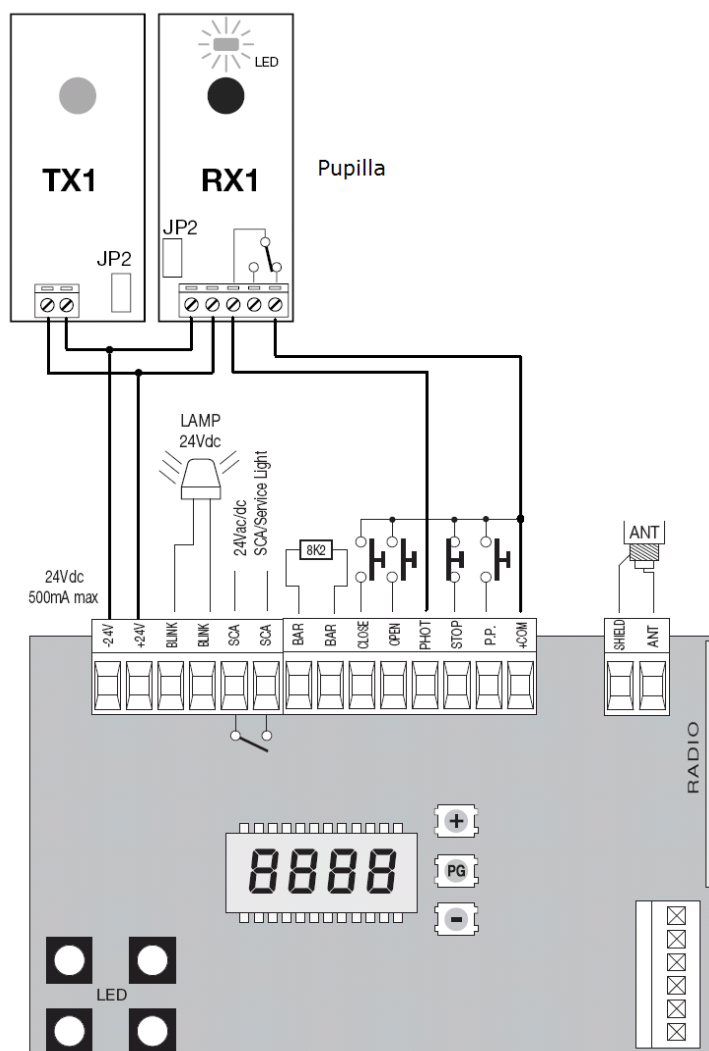 LED
TX1
RX1
Pupilla
JP2
JP2
LAMP
24Vdc
24Vac/dc
SCA/Service Light
8K2
ANT
24Vdc
500mA max
-24V
+24V
BLINK
BLINK
SCA
SCA
BAR
BAR
CLOSE
OPEN
PHOT
STOP
P.P.
+COM
SHIELD
ANT
RADIO
+
8888
PG
-
LED